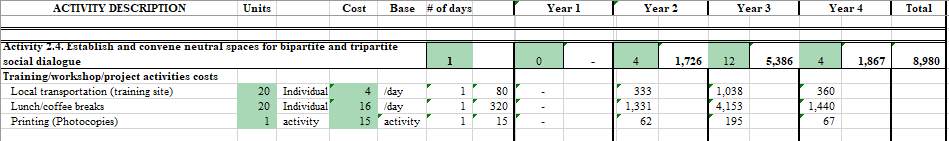 ACTIVITY DESCRIPTION Units Cost Base # of days Year 1 Year 2 Year 3 Year 4 Total
Activity 2.4. Establish and convene neutral spaces for bipartite and tripartite
social dialogue 1 0 - 4 1,726 12 5,386 4 1,867 8,980
Training/workshop/project activities costs
Local transportation (training site) 20 Individual 4 /day 1 80 - 333 1,038 360
Lunch/coffee breaks 20 Individual 16 /day 1 320 - 1,331 4,153 1,440
Printing (Photocopies) 1 activity 15 activity 1 15 - 62 195 67